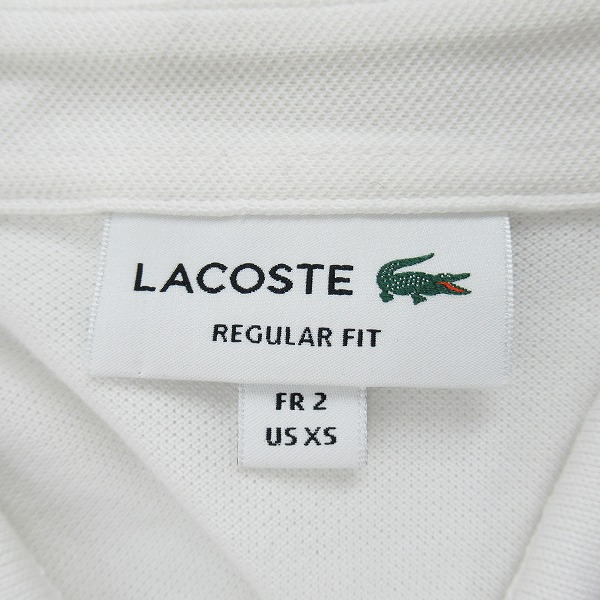 LACOSTE
REGULAR FIT
FR 2
US XS